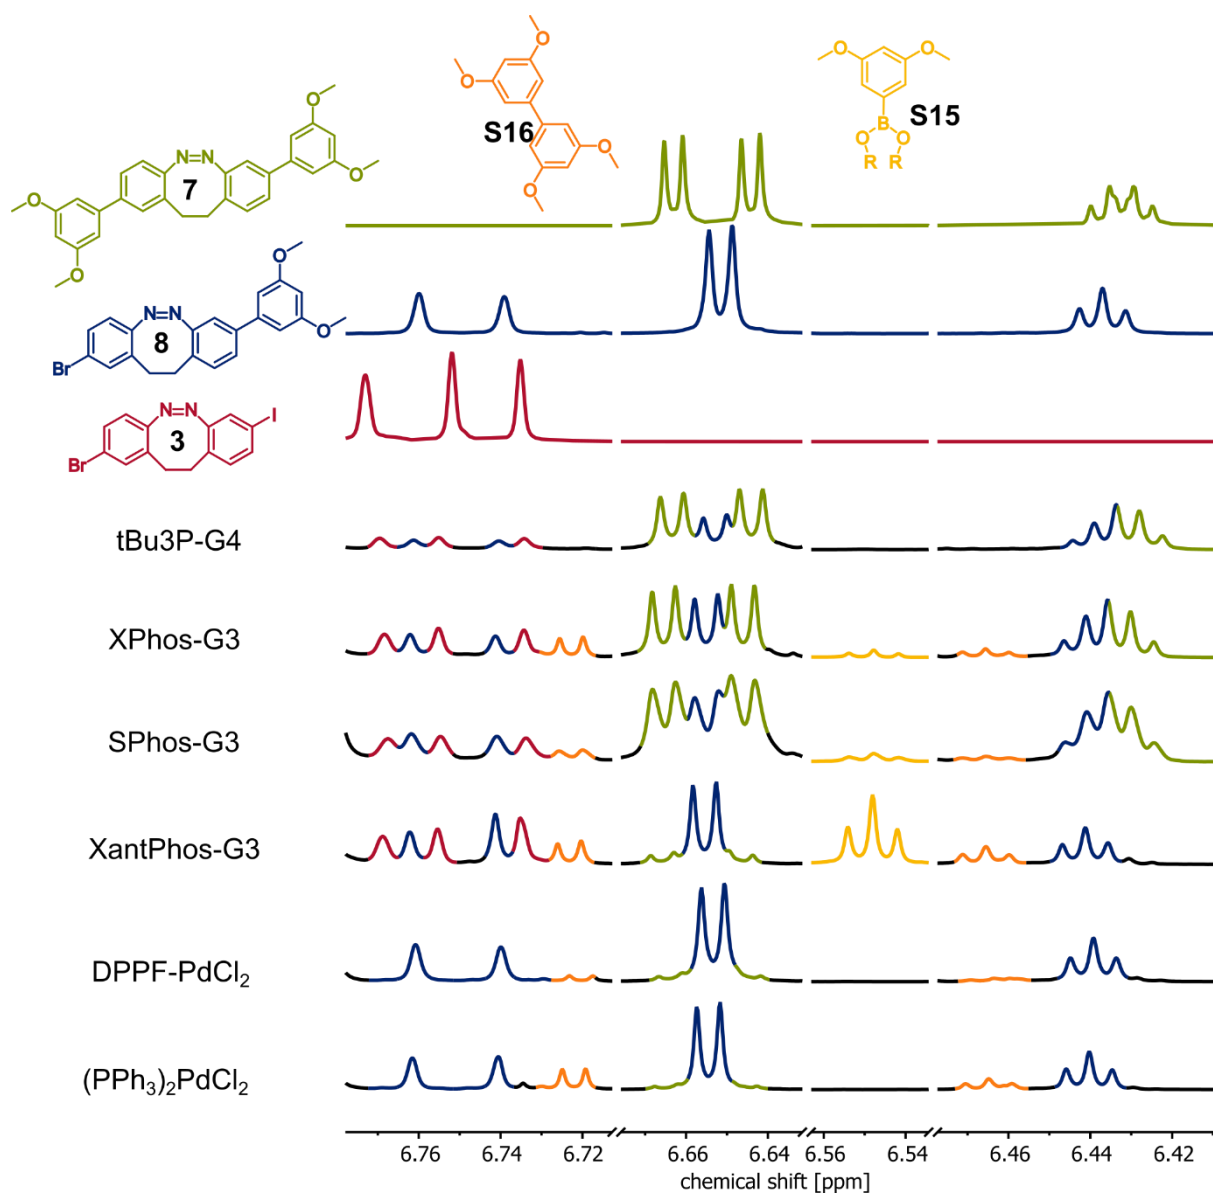 O
O
O
O
S16
O
O
B
O
O
R
R
S15
O
O
N=N
7
O
O
O
O
N=N
8
Br
N=N
I
3
Br
tBu3P-G4
XPhos-G3
SPhos-G3
XantPhos-G3
DPPF-PdCl₂
(PPh₃)₂PdCl₂
6.76 6.74 6.72 6.66 6.64 6.56 6.54 6.46 6.44 6.42
chemical shift [ppm]